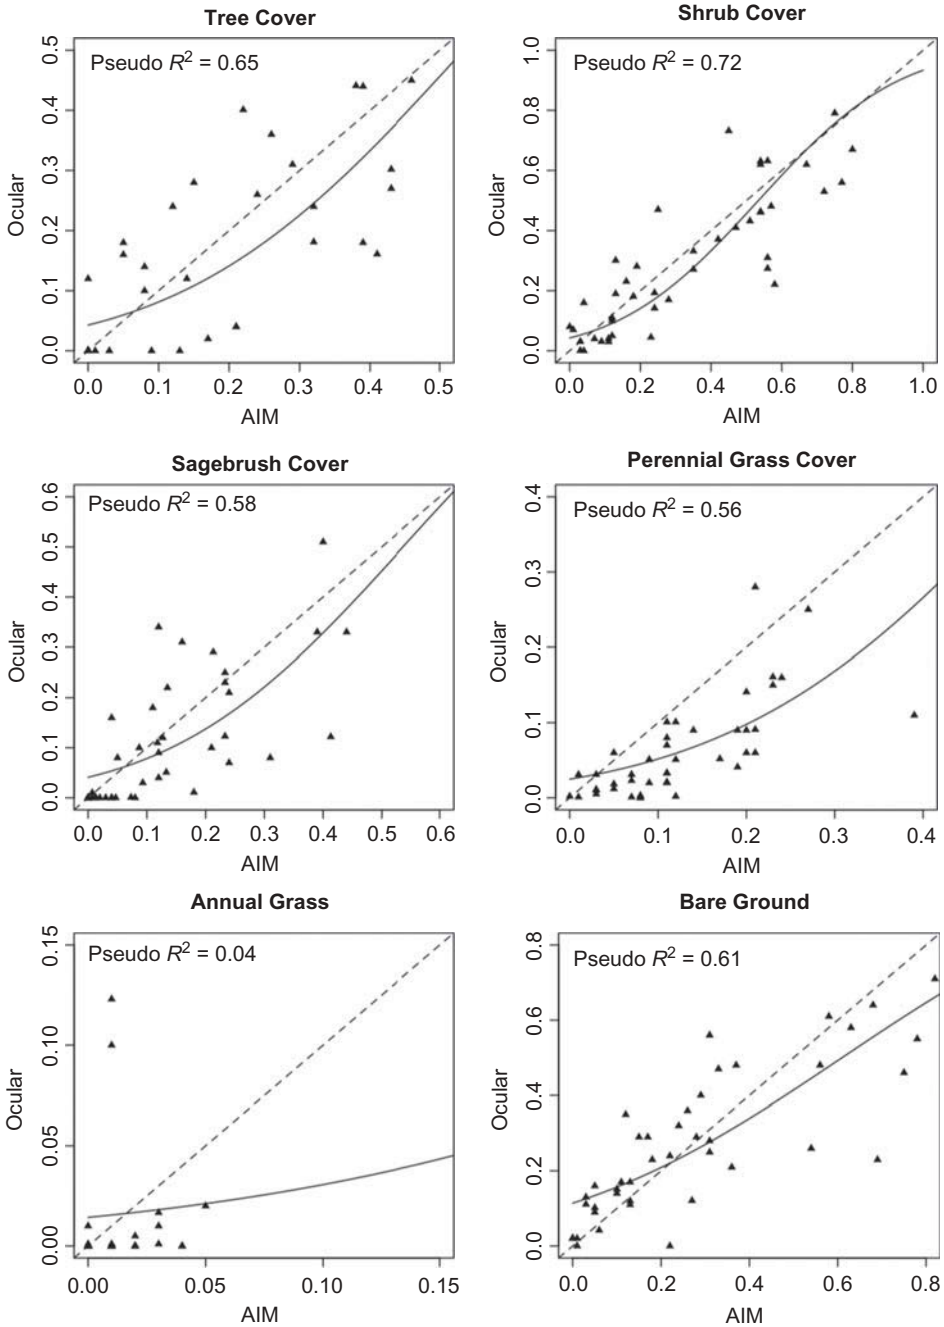 Tree Cover
Pseudo R² = 0.65
0.5
0.4
0.3
0.2
0.1
0.0
Ocular
0.0 0.1 0.2 0.3 0.4 0.5
AIM
Shrub Cover
Pseudo R² = 0.72
1.0
0.8
0.6
0.4
0.2
0.0
Ocular
0.0 0.2 0.4 0.6 0.8 1.0
AIM
Sagebrush Cover
Pseudo R² = 0.58
0.6
0.5
0.4
0.3
0.2
0.1
0.0
Ocular
0.0 0.1 0.2 0.3 0.4 0.5 0.6
AIM
Perennial Grass Cover
Pseudo R² = 0.56
0.4
0.3
0.2
0.1
0.0
Ocular
0.0 0.1 0.2 0.3 0.4
AIM
Annual Grass
Pseudo R² = 0.04
0.15
0.10
0.05
0.00
Ocular
0.00 0.05 0.10 0.15
AIM
Bare Ground
Pseudo R² = 0.61
0.8
0.6
0.4
0.2
0.0
Ocular
0.0 0.2 0.4 0.6 0.8
AIM